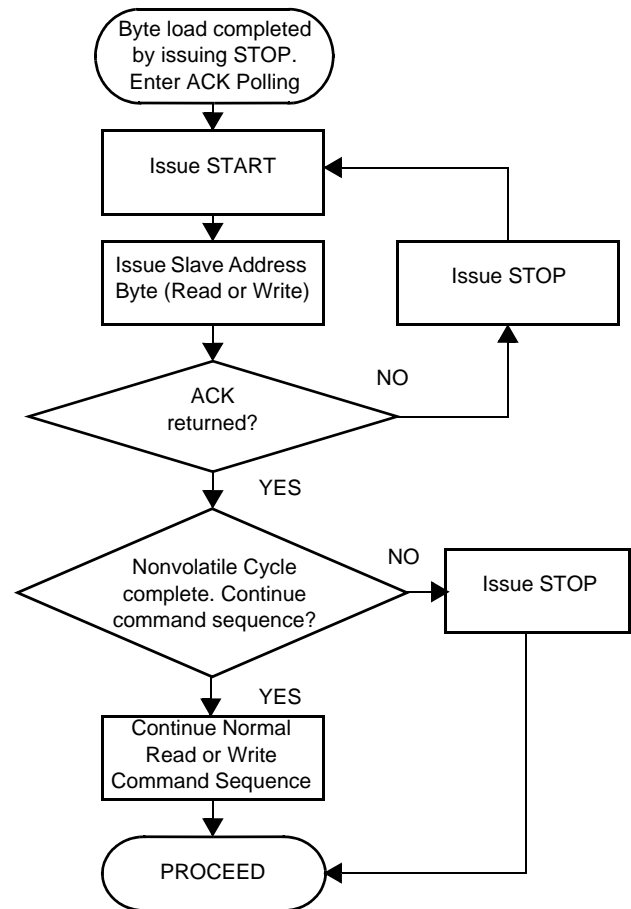 Byte load completed
by issuing STOP.
Enter ACK Polling
Issue START
Issue Slave Address
Byte (Read or Write)
Issue STOP
ACK
returned?
NO
YES
Nonvolatile Cycle
complete. Continue
command sequence?
NO
Issue STOP
YES
Continue Normal
Read or Write
Command Sequence
PROCEED